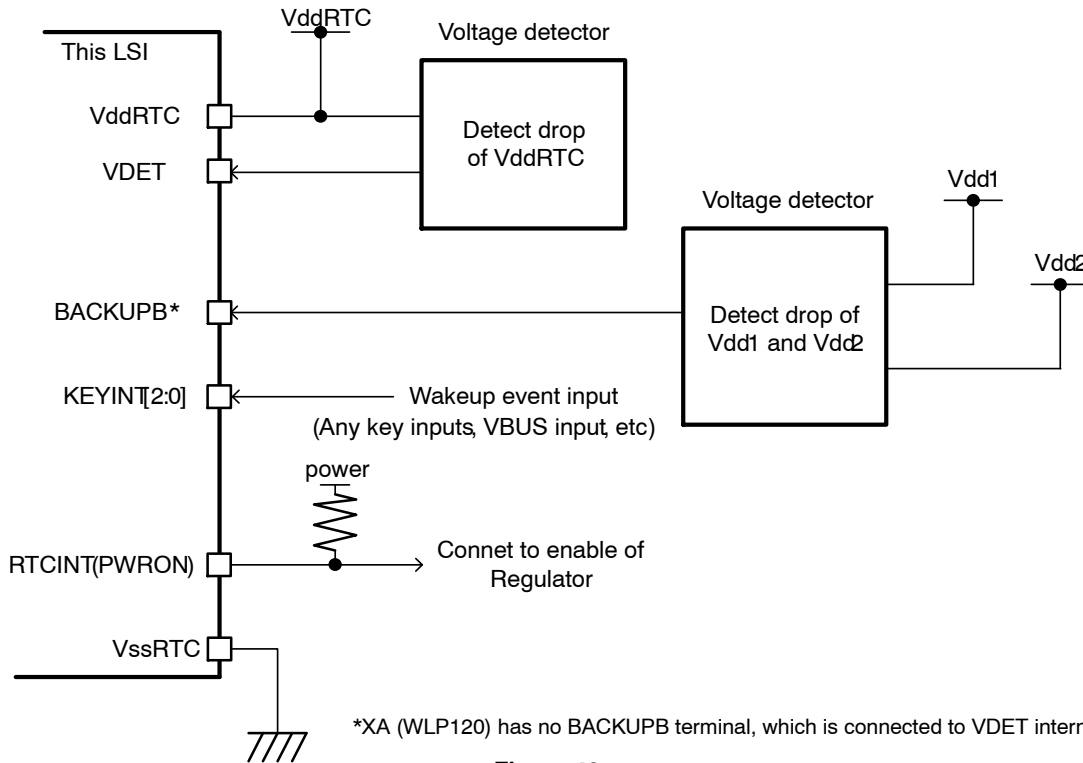 VddRTC
This LSI
Voltage detector
VddRTC
Detect drop
of VddRTC
VDET
Vdd1
Voltage detector
Vdd2
BACKUPB*
Detect drop of
Vdd1 and Vdd2
KEYINT[2:0]
Wakeup event input
(Any key inputs, VBUS input, etc)
power
RTCINT(PWRON)
Connet to enable of
Regulator
VssRTC
*XA (WLP120) has no BACKUPB terminal, which is connected to VDET intern